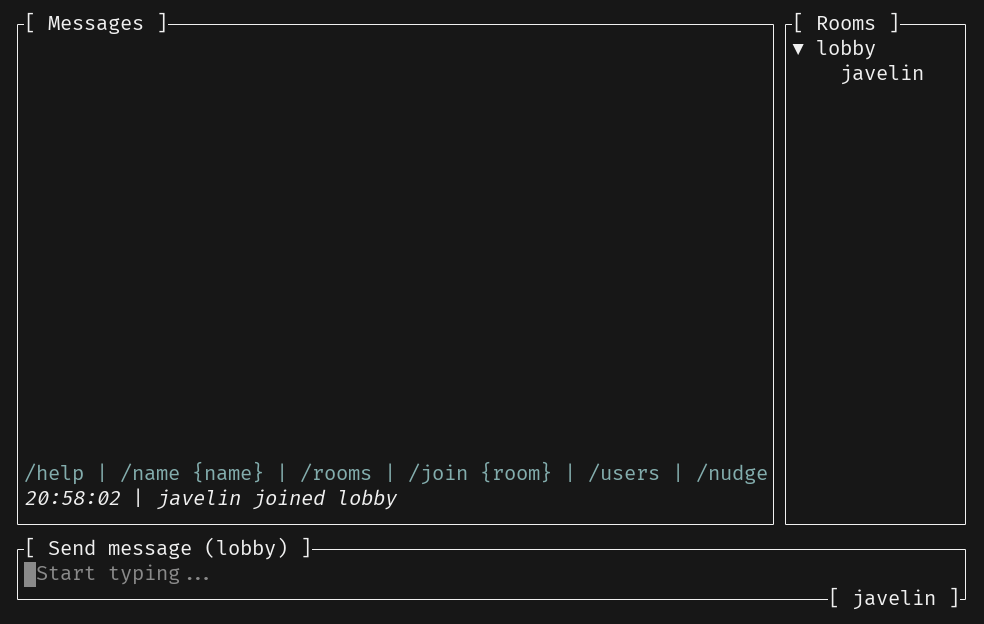 [ Messages ]
[ Rooms ]
▼ lobby
javelin
/help | /name {name} | /rooms | /join {room} | /users | /nudge
20:58:02 | javelin joined lobby
[ Send message (lobby) ]
Start typing...
[ javelin ]